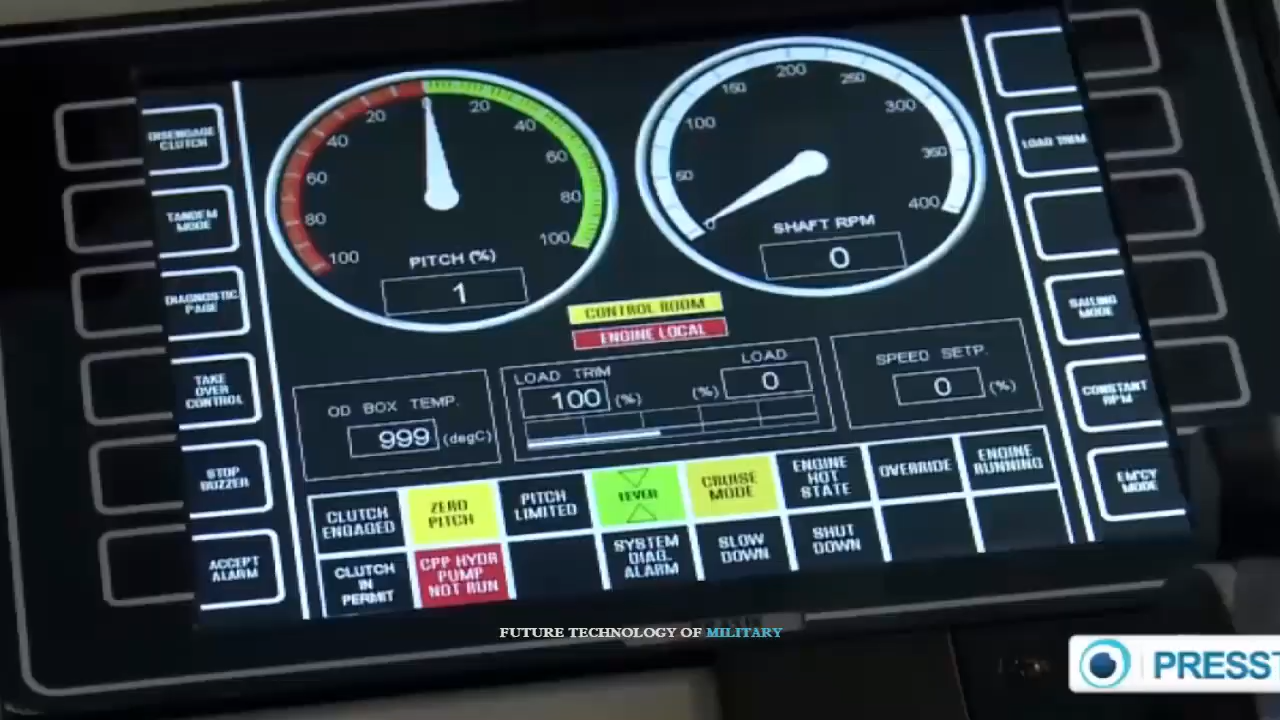 DISENGAGE
CLUTCH
TANDEM
MODE
DIAGNOSTIC
PAGE
TAKE
OVER
CONTROL
STOP
BUZZER
ACCEPT
ALARM
100
80
60
40
20
0
20
40
60
80
100
PITCH (%)
1
0
50
100
150
200
250
300
350
400
SHAFT RPM
0
CONTROL ROOM
ENGINE LOCAL
OD BOX TEMP.
999 (degC)
LOAD TRIM
100 (%)
LOAD
(%) 0
SPEED SETP.
0 (%)
CLUTCH
ENGAGED
ZERO
PITCH
PITCH
LIMITED
LEVER
CRUISE
MODE
ENGINE
HOT
STATE
OVERRIDE
ENGINE
RUNNING
CLUTCH
IN
PERMIT
CPP HYDR
PUMP
NOT RUN
SYSTEM
DIAG.
ALARM
SLOW
DOWN
SHUT
DOWN
LOAD TRIM
SAILING
MODE
CONSTANT
RPM
EM'CY
MODE
FUTURE TECHNOLOGY OF MILITARY
PRESST